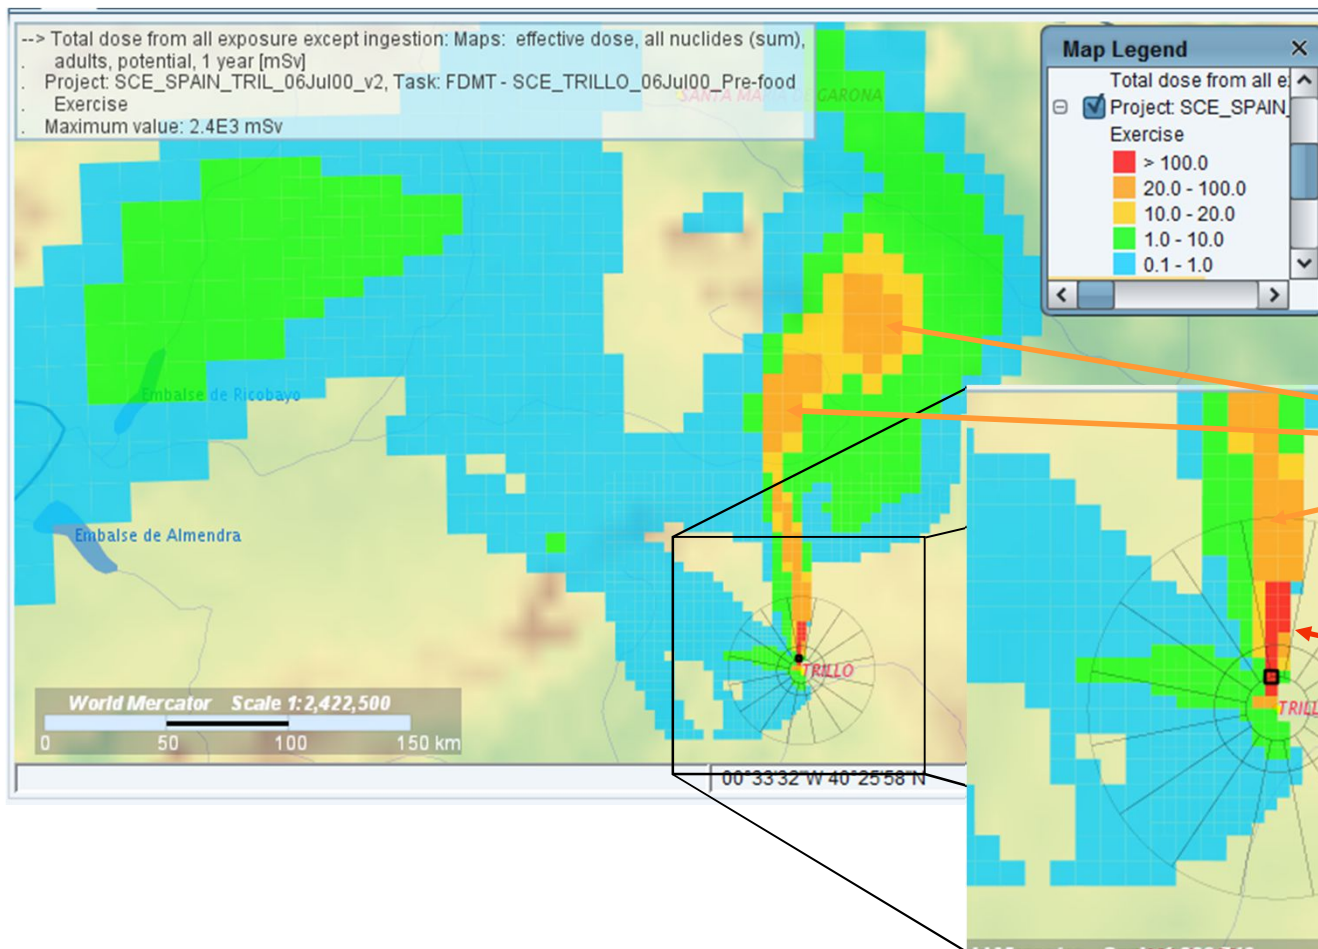 --> Total dose from all exposure except ingestion: Maps: effective dose, all nuclides (sum),
. adults, potential, 1 year [mSv]
. Project: SCE_SPAIN_TRIL_06Jul00_v2, Task: FDMT - SCE_TRILLO_06Jul00_Pre-food
. Exercise
. Maximum value: 2.4E3 mSv
SANTA MA DE GARONA
Map Legend
Total dose from all e
Project: SCE_SPAIN_
Exercise
> 100.0
20.0 - 100.0
10.0 - 20.0
1.0 - 10.0
0.1 - 1.0
Embalse de Ricobayo
Embalse de Almendra
TRILLO
TRILL
World Mercator Scale 1:2,422,500
0 50 100 150 km
00°33'32"W 40°25'58"N